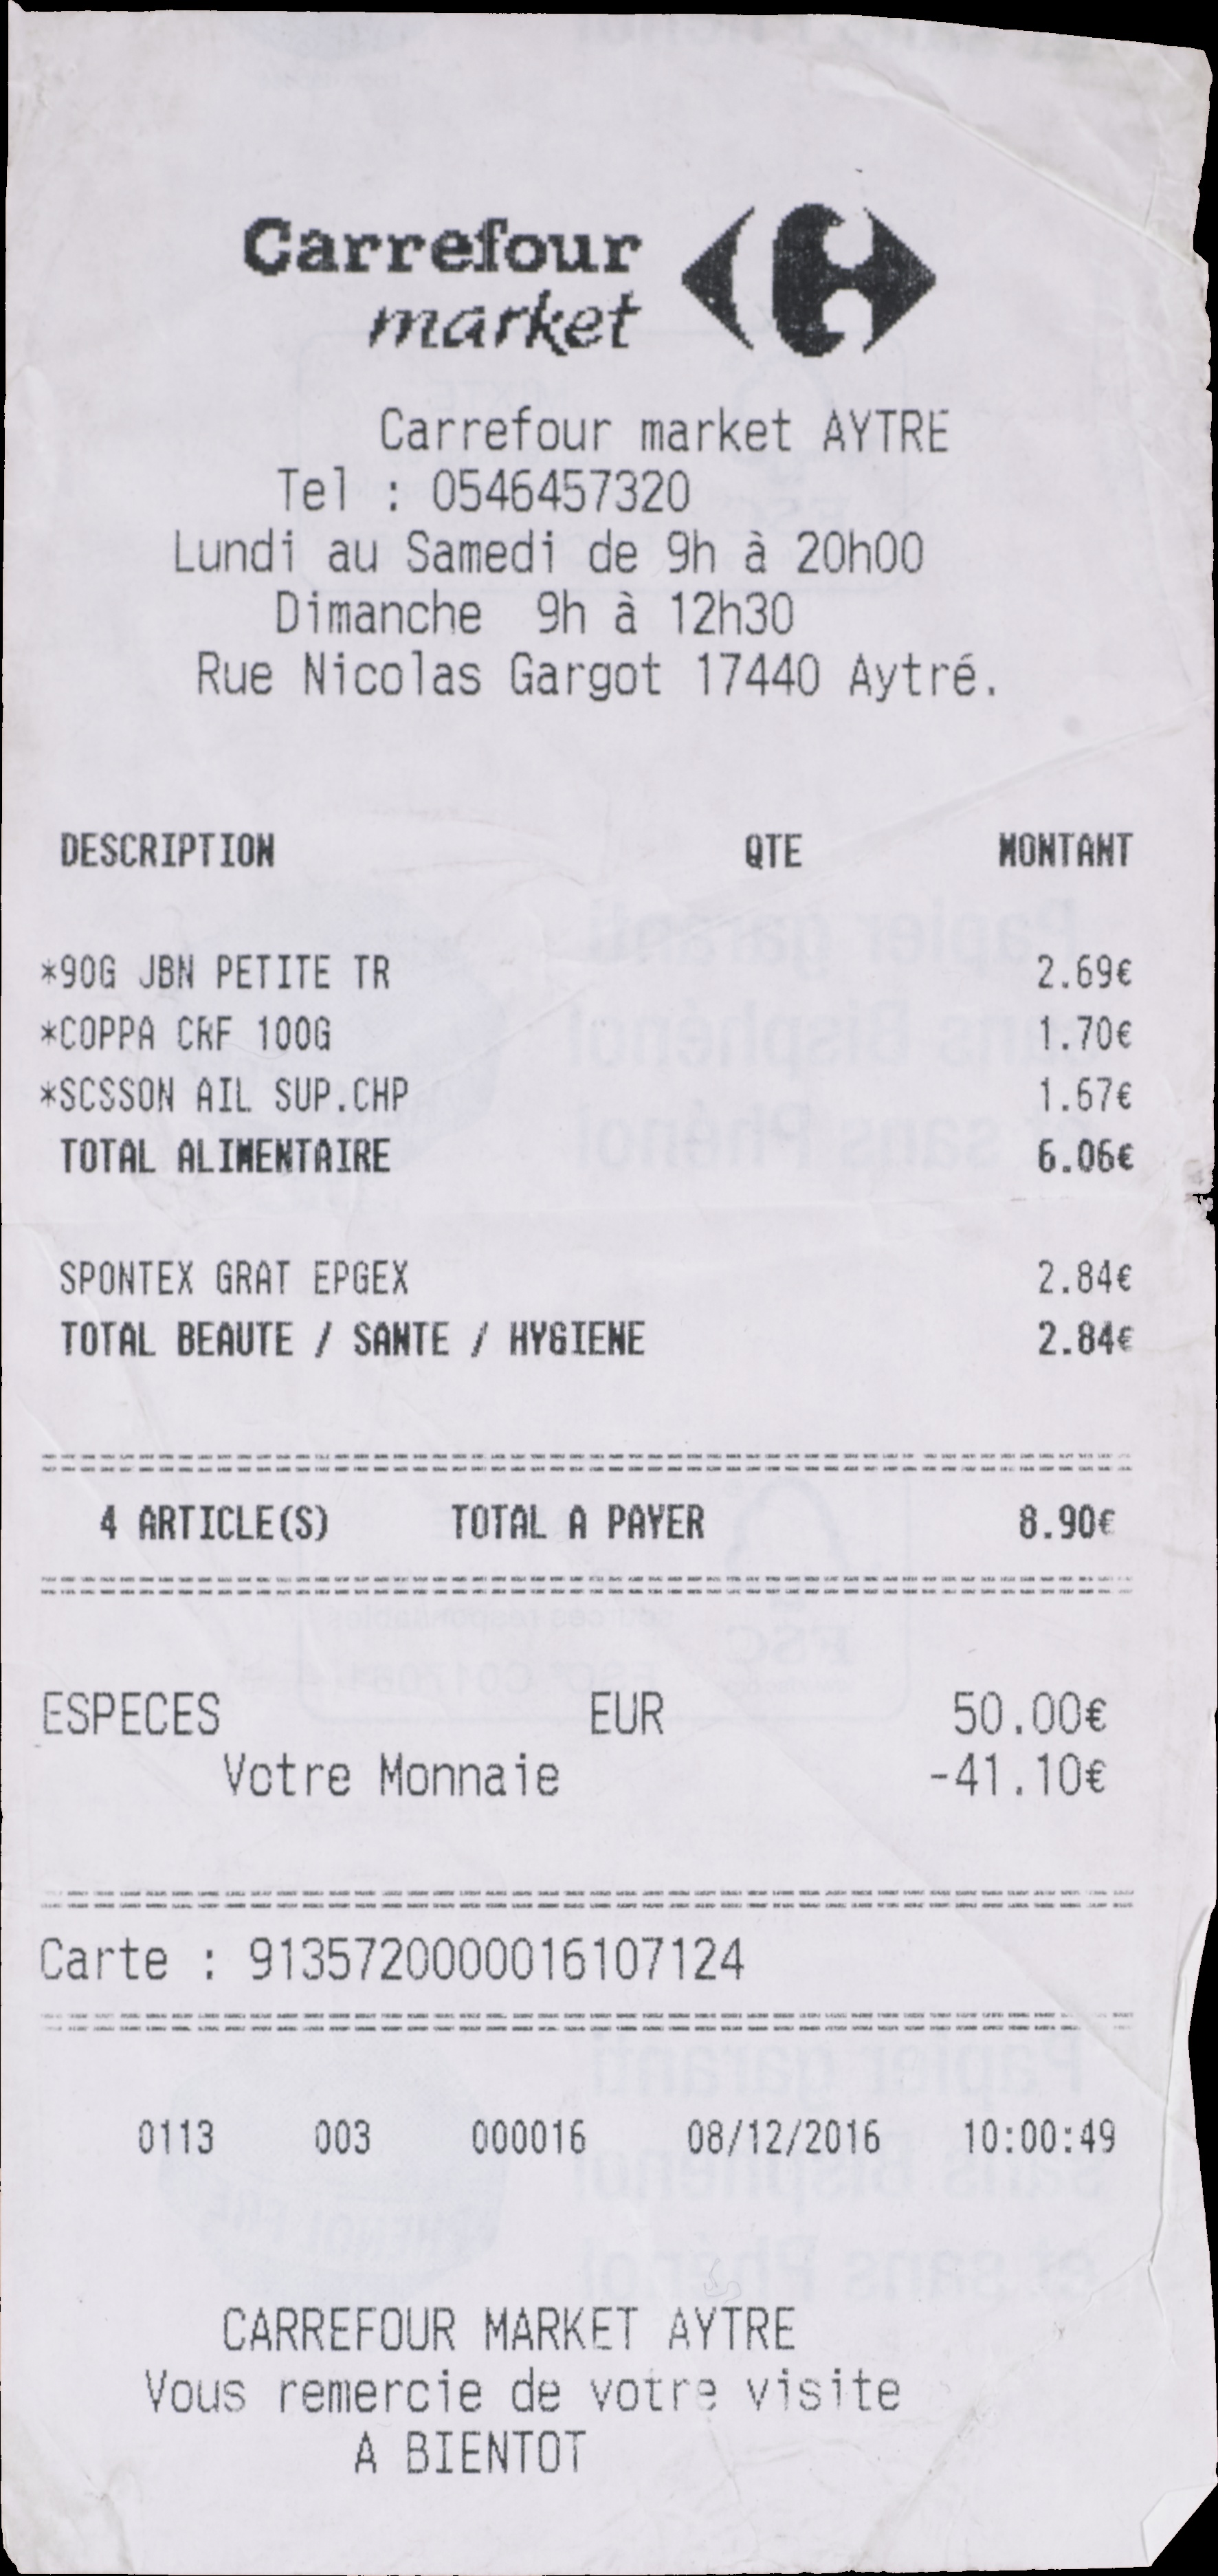 Carrefour
market
Carrefour market AYTRE
Tel : 0546457320
Lundi au Samedi de 9h à 20h00
Dimanche 9h à 12h30
Rue Nicolas Gargot 17440 Aytré.
DESCRIPTION QTE MONTANT
*90G JBN PETITE TR 2.69€
*COPPA CRF 100G 1.70€
*SCSSON AIL SUP.CHP 1.67€
TOTAL ALIMENTAIRE 6.06€
SPONTEX GRAT EPGEX 2.84€
TOTAL BEAUTE / SANTE / HYGIENE 2.84€
4 ARTICLE(S) TOTAL A PAYER 8.90€
ESPECES EUR 50.00€
Votre Monnaie -41.10€
Carte : 9135720000016107124
0113 003 000016 08/12/2016 10:00:49
CARREFOUR MARKET AYTRE
Vous remercie de votre visite
A BIENTOT